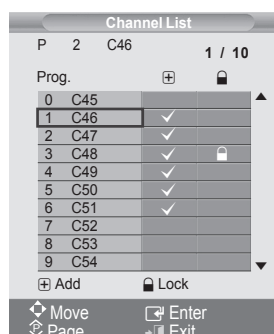 Channel List
P 2 C46
1 / 10
Prog.
0 C45
1 C46
2 C47
3 C48
4 C49
5 C50
6 C51
7 C52
8 C53
9 C54
Add Lock
Move Enter
Page Exit